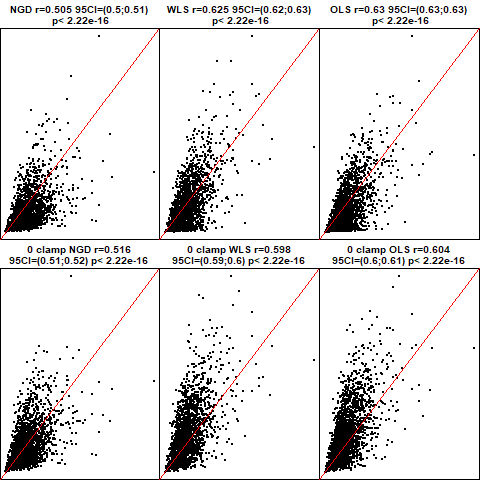 NGD r=0.505 95CI=(0.5;0.51)
p< 2.22e-16
WLS r=0.625 95CI=(0.62;0.63)
p< 2.22e-16
OLS r=0.63 95CI=(0.63;0.63)
p< 2.22e-16
0 clamp NGD r=0.516
95CI=(0.51;0.52) p< 2.22e-16
0 clamp WLS r=0.598
95CI=(0.59;0.6) p< 2.22e-16
0 clamp OLS r=0.604
95CI=(0.6;0.61) p< 2.22e-16